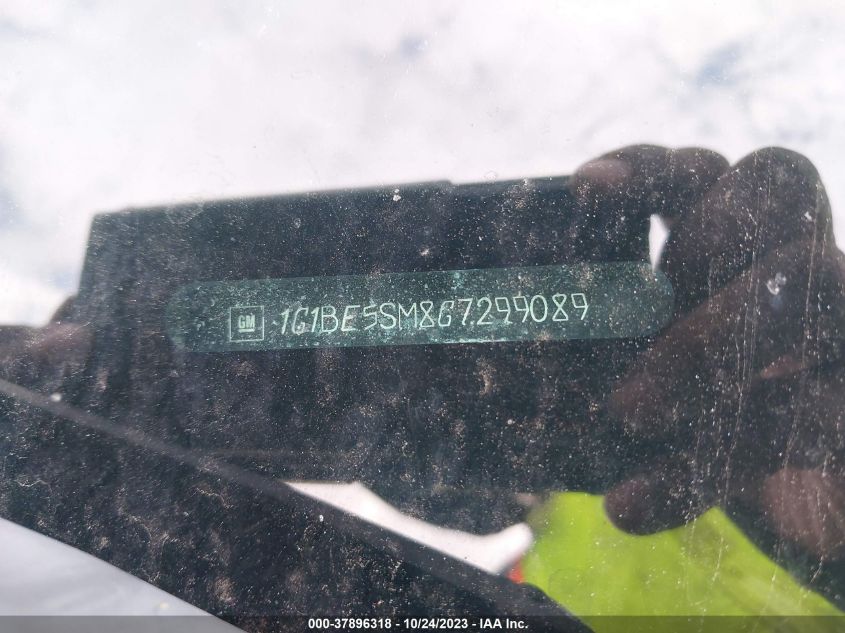 GM 1G1BE5SM8G7299089
000-37896318 - 10/24/2023 - IAA Inc.